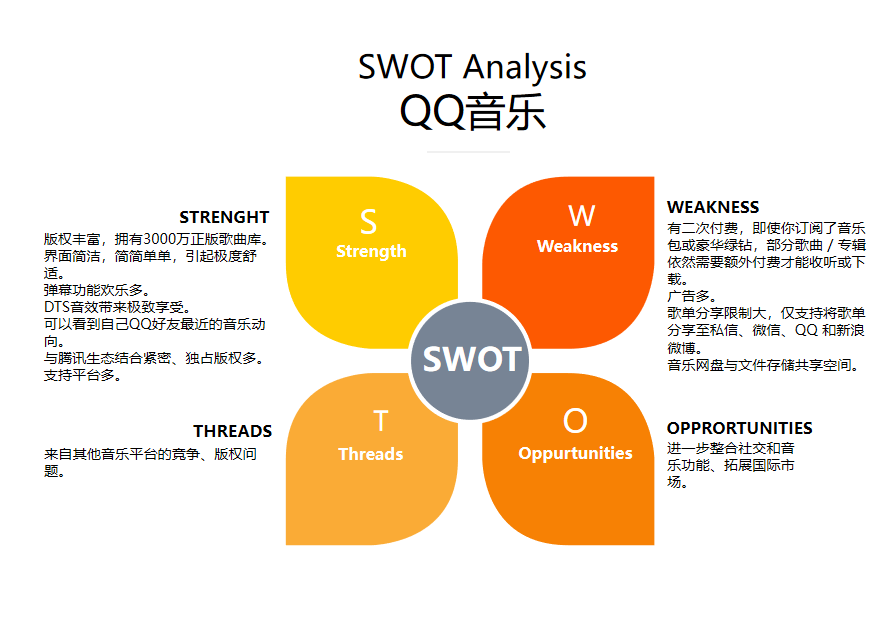 SWOT Analysis
QQ音乐
STRENGHT
版权丰富，拥有3000万正版歌曲库。
界面简洁，简简单单，引起极度舒
适。
弹幕功能欢乐多。
DTS音效带来极致享受。
可以看到自己QQ好友最近的音乐动
向。
与腾讯生态结合紧密、独占版权多。
支持平台多。
S
Strength
W
Weakness
WEAKNESS
有二次付费，即使你订阅了音乐
包或豪华绿钻，部分歌曲 / 专辑
依然需要额外付费才能收听或下
载。
广告多。
歌单分享限制大，仅支持将歌单
分享至私信、微信、QQ 和新浪
微博。
音乐网盘与文件存储共享空间。
SWOT
THREADS
来自其他音乐平台的竞争、版权问
题。
T
Threads
O
Oppurtunities
OPPRORTUNITIES
进一步整合社交和音
乐功能、拓展国际市
场。